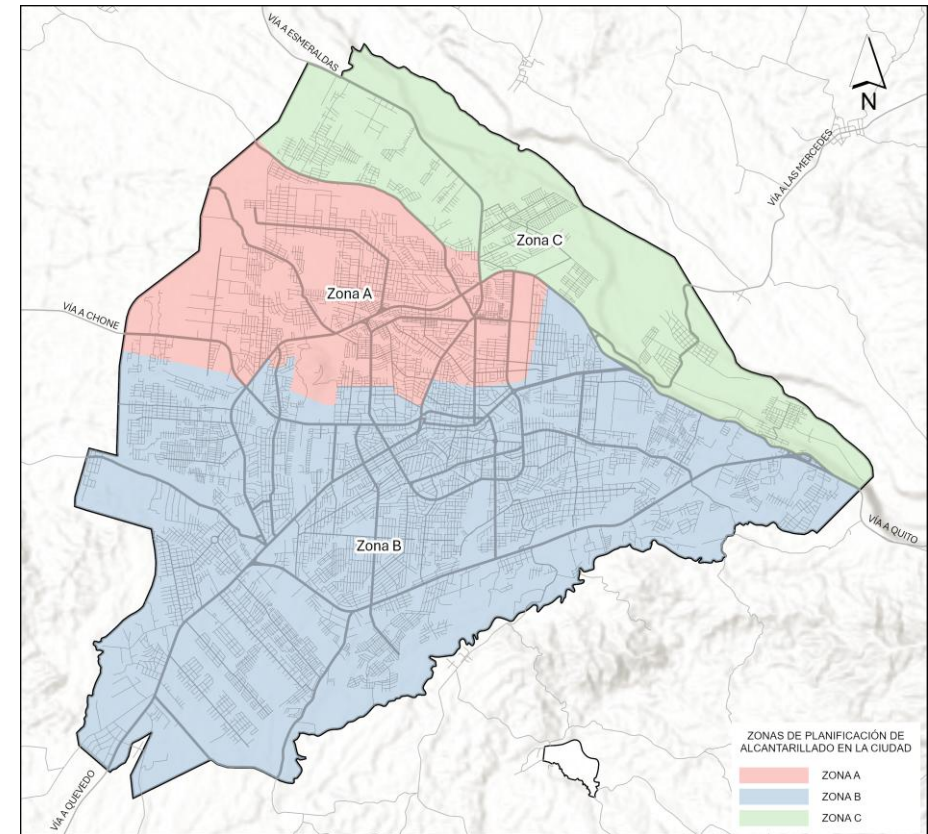 VÍA A ESMERALDAS
N
VÍA A LAS MERCEDES
Zona C
Zona A
VÍA A CHONE
VÍA A QUITO
Zona B
VÍA A QUEVEDO
ZONAS DE PLANIFICACIÓN DE
ALCANTARILLADO EN LA CIUDAD
ZONA A
ZONA B
ZONA C